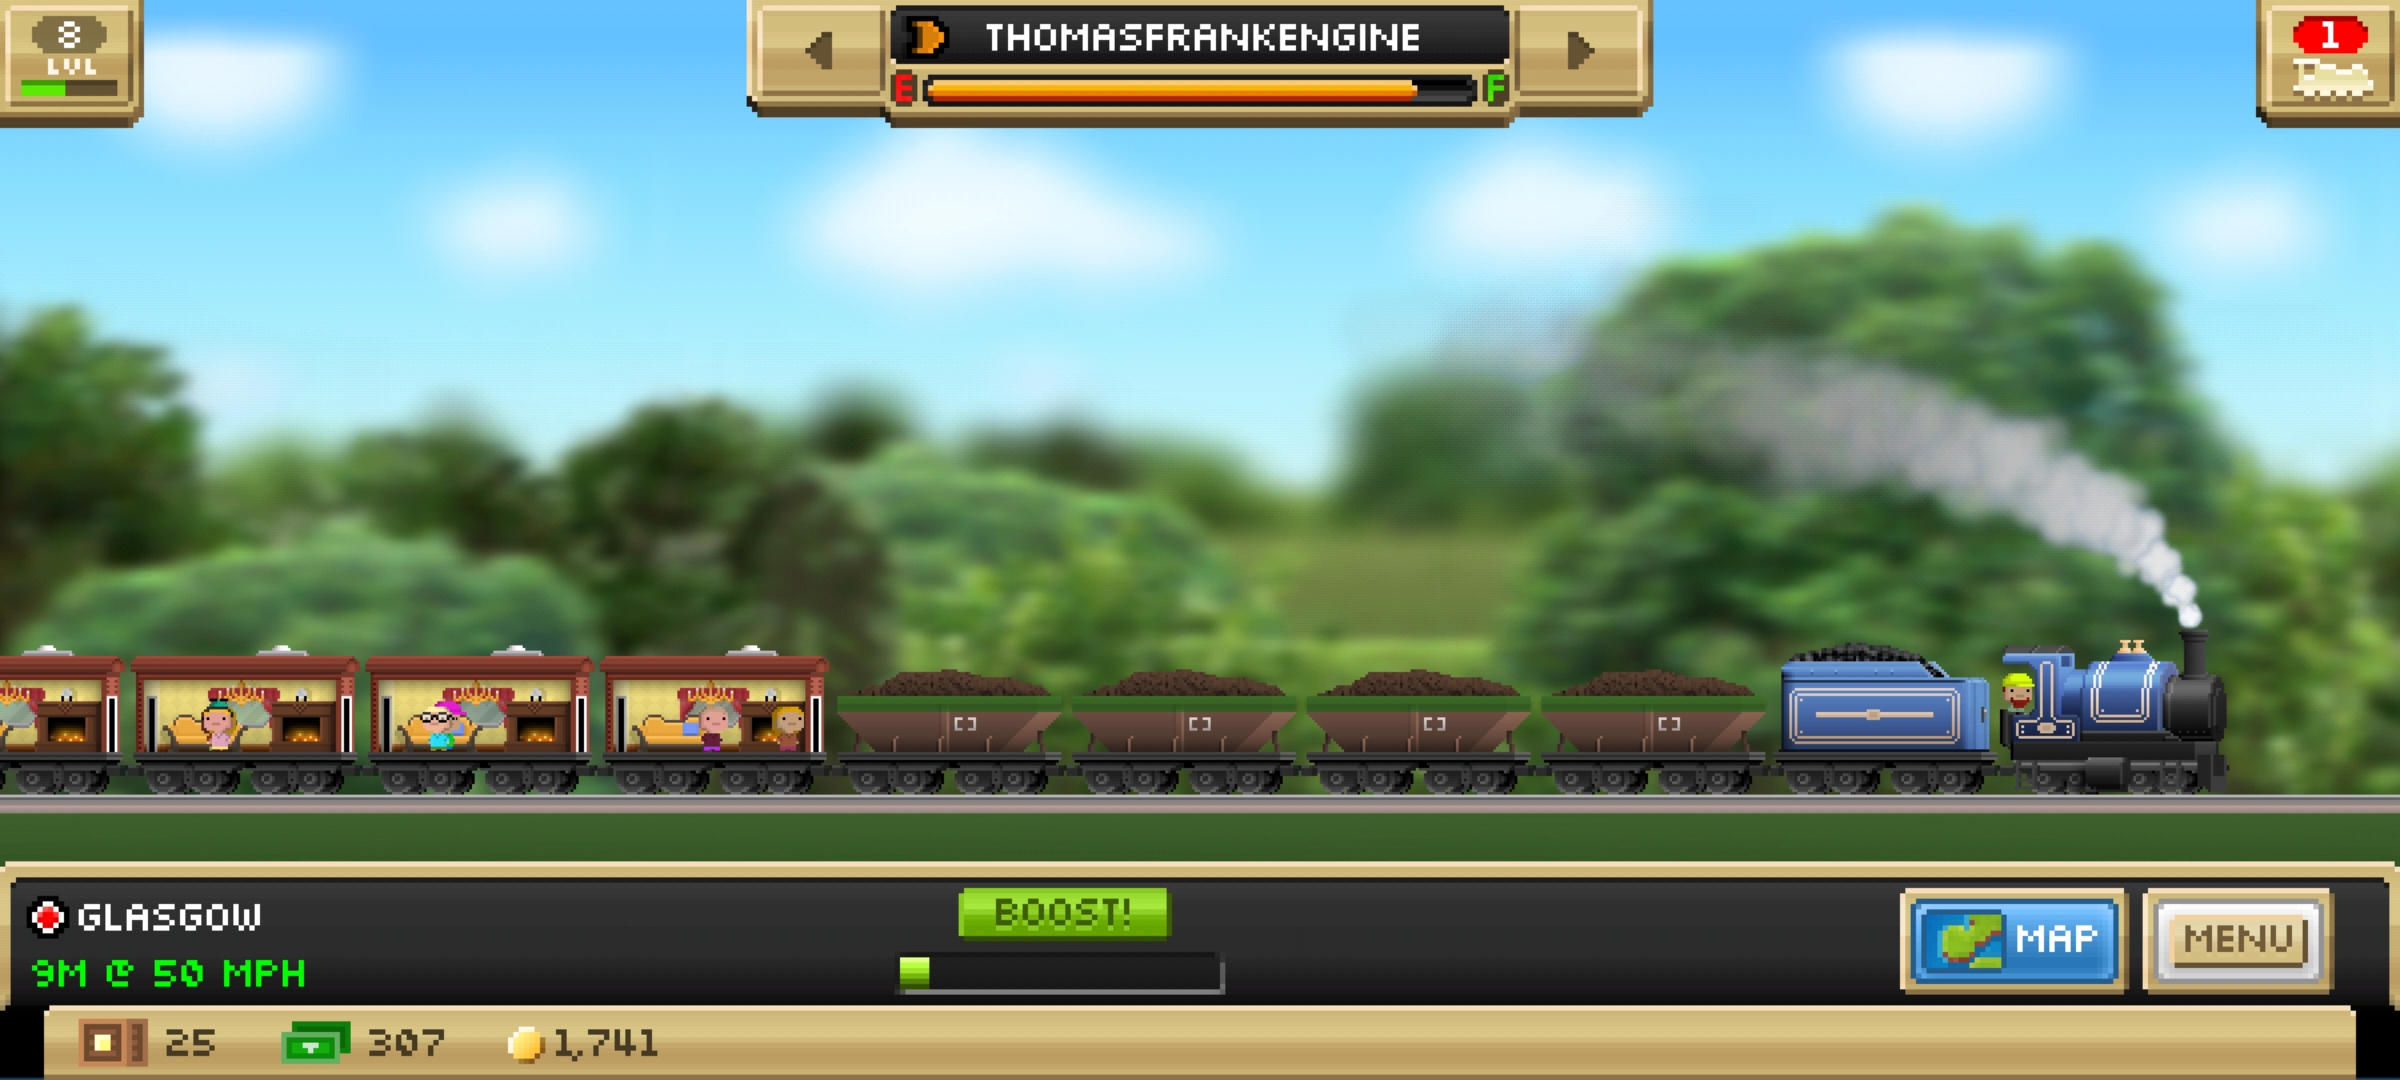 8
LVL
THOMASFRANKENGINE
E F
1
GLASGOW
9M @ 50 MPH
BOOST!
MAP
MENU
25 307 1,741